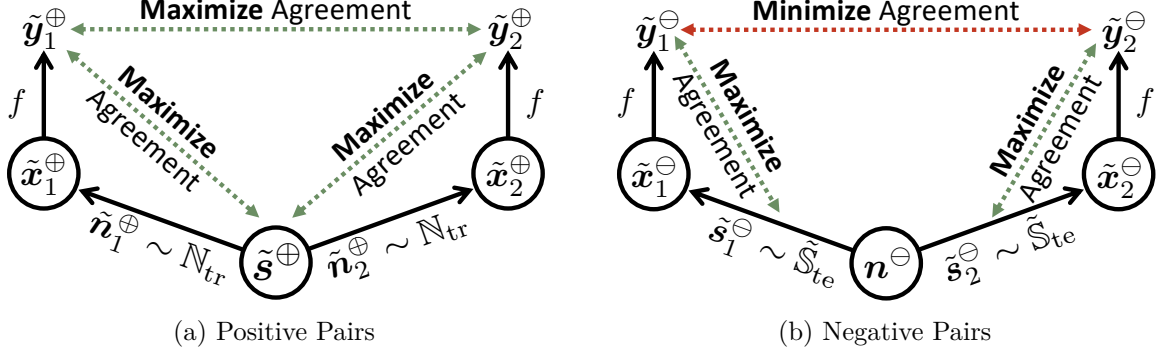 Maximize Agreement
ỹ₁⊕
ỹ₂⊕
Maximize
Agreement
Maximize
Agreement
f
f
x̃₁⊕
x̃₂⊕
ñ₁⊕ ∼ ℕtr
s̃⊕
ñ₂⊕ ∼ ℕtr
(a) Positive Pairs
Minimize Agreement
ỹ₁⊖
ỹ₂⊖
Maximize
Agreement
Maximize
Agreement
f
f
x̃₁⊖
x̃₂⊖
s̃₁⊖ ∼ 𝕊̃te
n⊖
s̃₂⊖ ∼ 𝕊̃te
(b) Negative Pairs